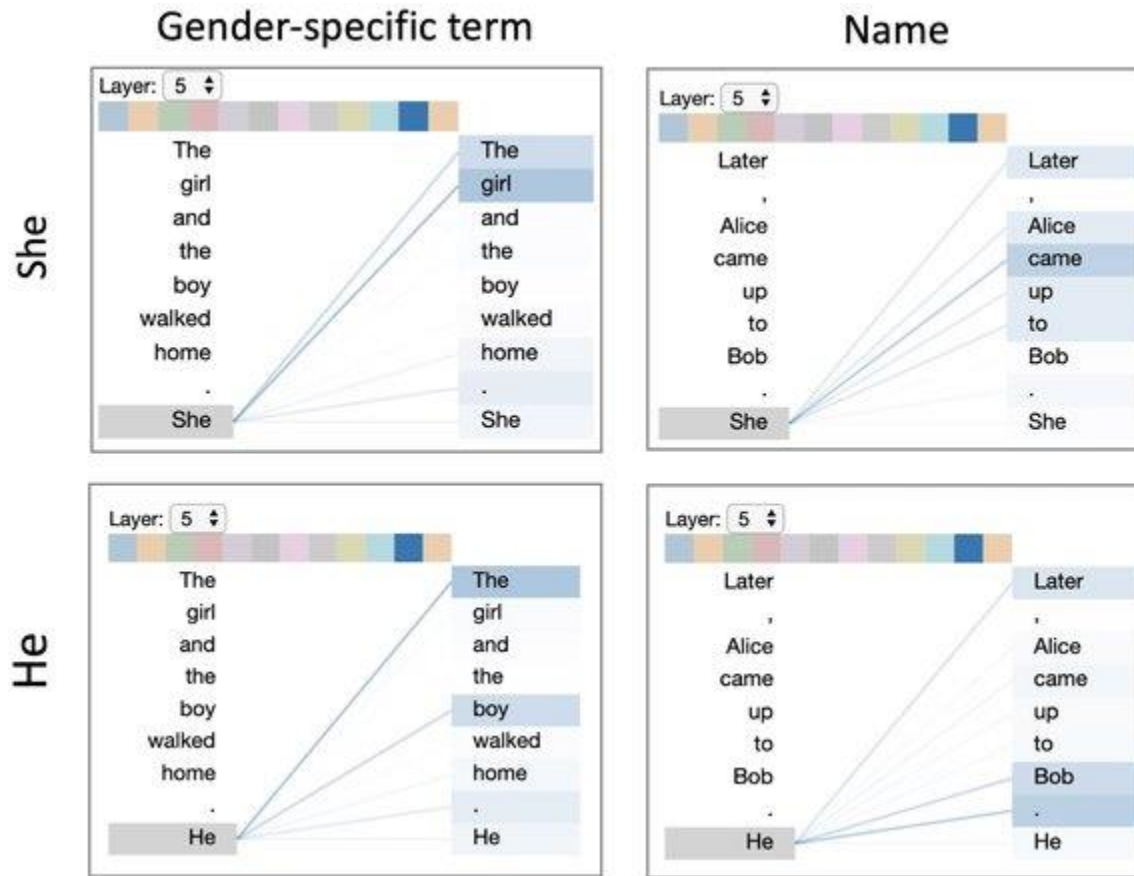 Gender-specific term
Name
She
Layer: 5
The The
girl girl
and and
the the
boy boy
walked walked
home home
. .
She She
Layer: 5
Later Later
, ,
Alice Alice
came came
up up
to to
Bob Bob
. .
She She
He
Layer: 5
The The
girl girl
and and
the the
boy boy
walked walked
home home
. .
He He
Layer: 5
Later Later
, ,
Alice Alice
came came
up up
to to
Bob Bob
. .
He He